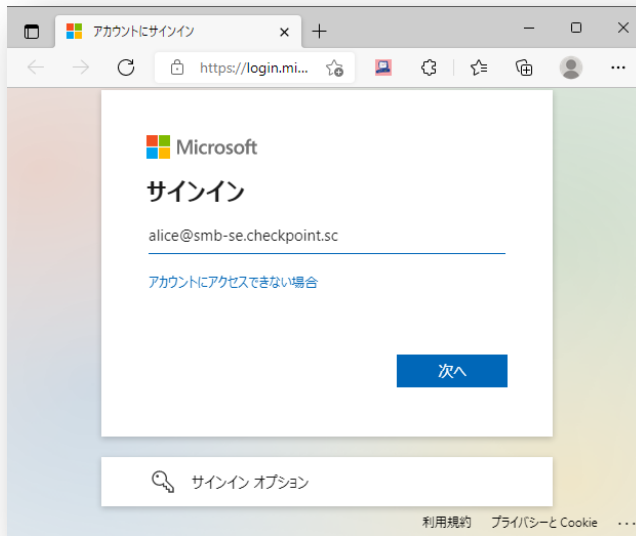 アカウントにサインイン
https://login.mi...
Microsoft
サインイン
alice@smb-se.checkpoint.sc
アカウントにアクセスできない場合
次へ
サインイン オプション
利用規約 プライバシーと Cookie ...